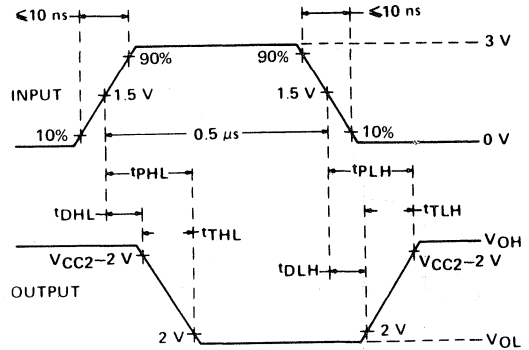 ≤10 ns
≤10 ns
3 V
90%
90%
INPUT
1.5 V
1.5 V
10%
0.5 µs
10%
0 V
tPHL
tPLH
tDHL
tTHL
tTLH
VOH
VCC2–2 V
tDLH
VCC2–2 V
OUTPUT
2 V
2 V
VOL